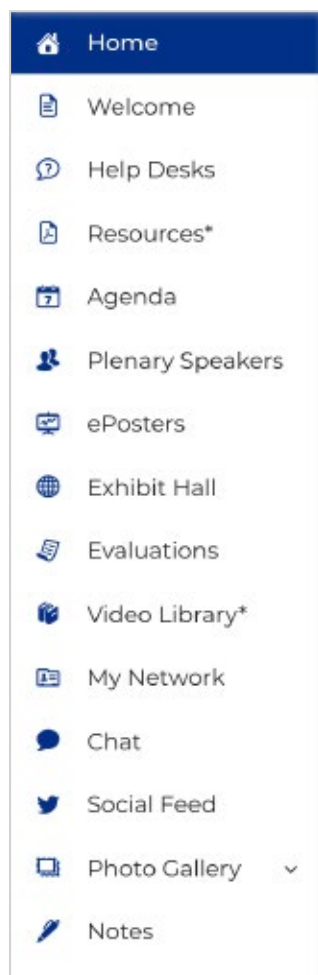 Home
Welcome
Help Desks
Resources*
Agenda
Plenary Speakers
ePosters
Exhibit Hall
Evaluations
Video Library*
My Network
Chat
Social Feed
Photo Gallery
Notes